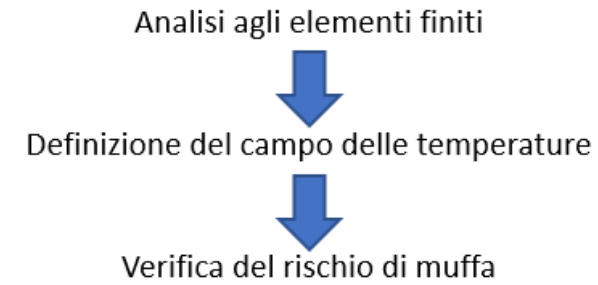 Analisi agli elementi finiti
Definizione del campo delle temperature
Verifica del rischio di muffa